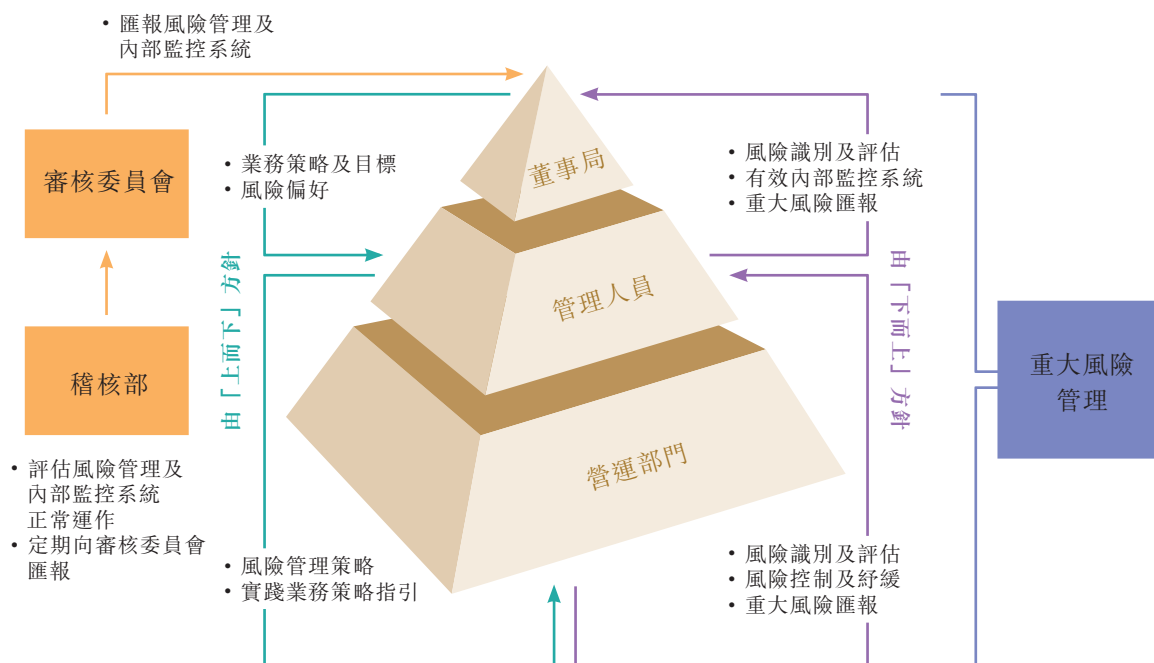 • 匯報風險管理及
內部監控系統
審核委員會
稽核部
• 評估風險管理及
內部監控系統
正常運作
• 定期向審核委員會
匯報
• 業務策略及目標
• 風險偏好
由「上而下」方針
• 風險管理策略
• 實踐業務策略指引
董事局
管理人員
營運部門
• 風險識別及評估
• 有效內部監控系統
• 重大風險匯報
由「下而上」方針
• 風險識別及評估
• 風險控制及紓緩
• 重大風險匯報
重大風險
管理